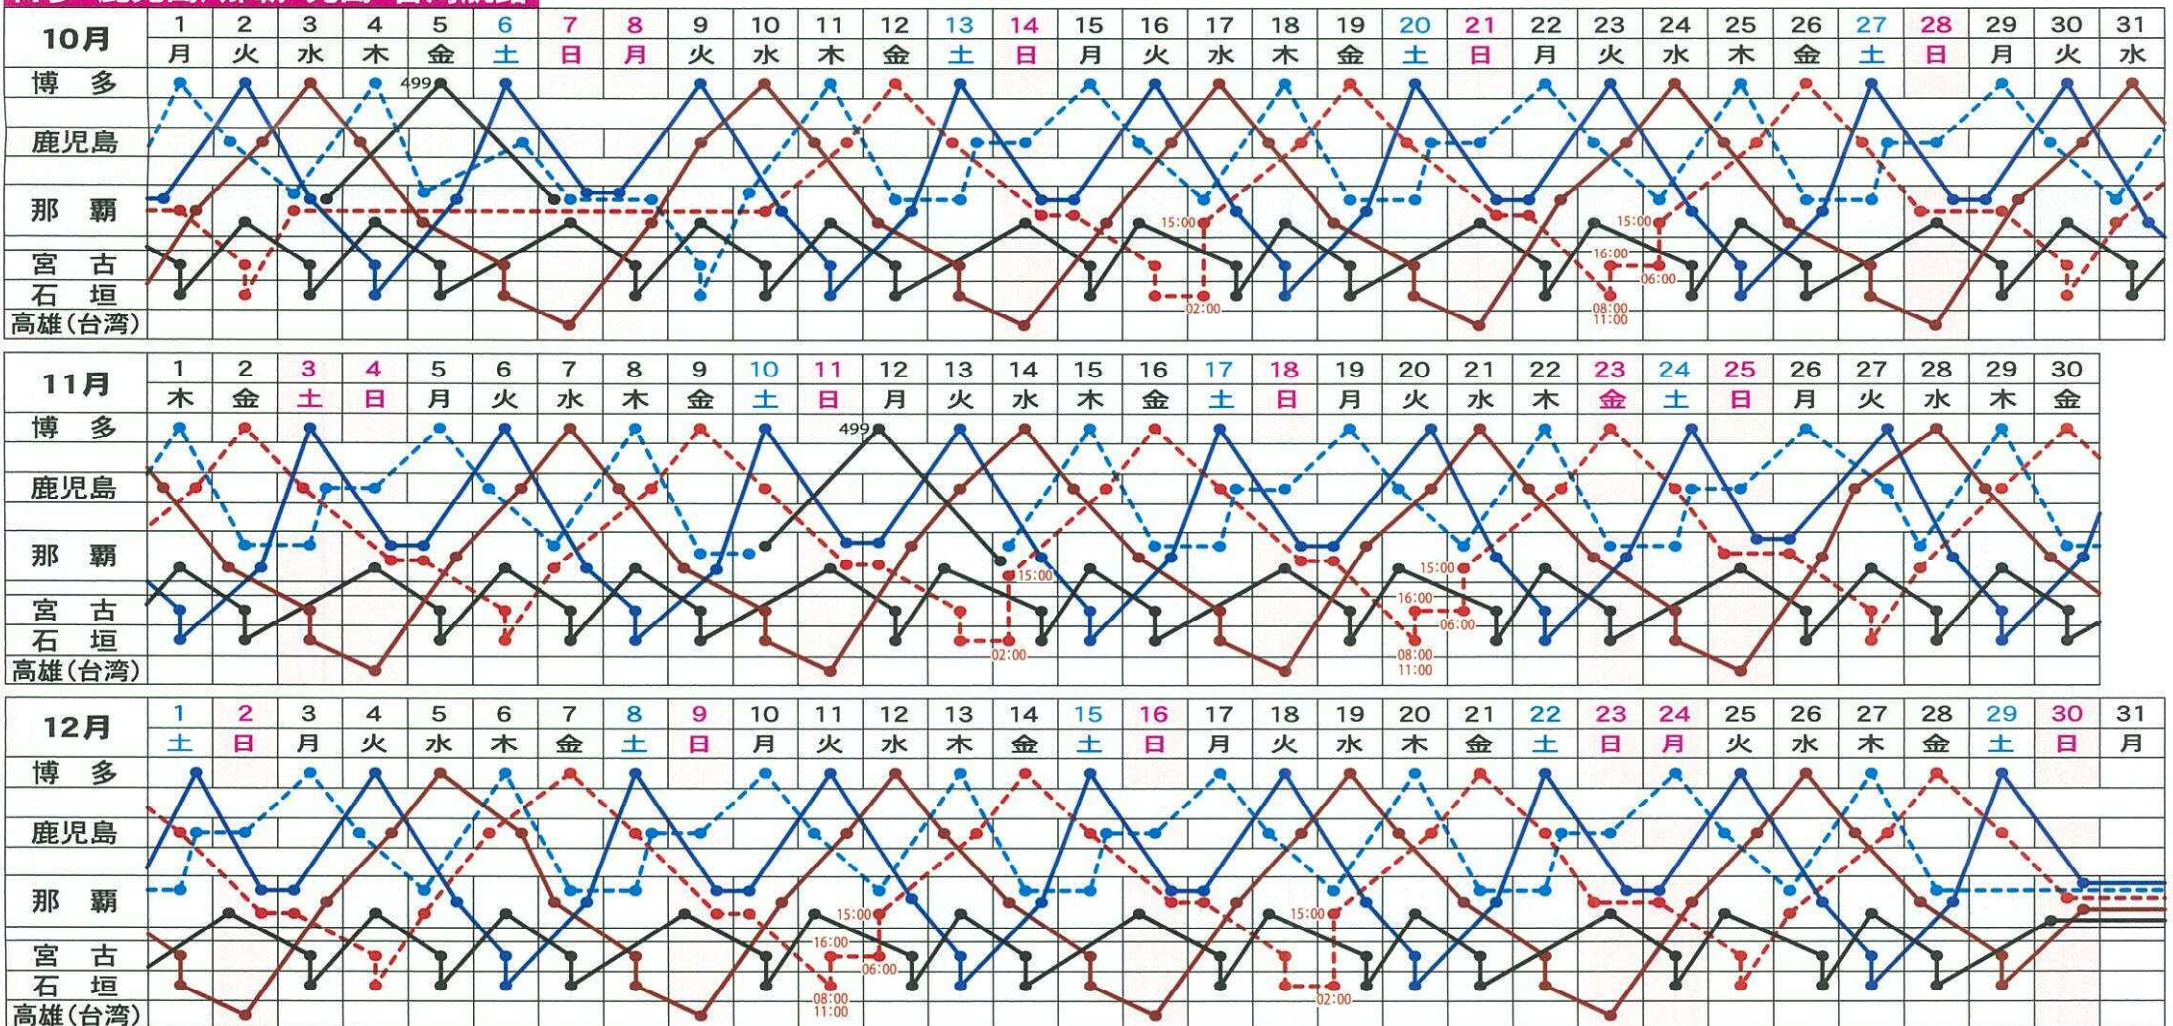 10月 1 2 3 4 5 6 7 8 9 10 11 12 13 14 15 16 17 18 19 20 21 22 23 24 25 26 27 28 29 30 31
月 火 水 木 金 土 日 月 火 水 木 金 土 日 月 火 水 木 金 土 日 月 火 水 木 金 土 日 月 火 水
博多
499
鹿児島
那覇
15:00 15:00
宮古
16:00
06:00
石垣
02:00 08:00
11:00
高雄(台湾)
11月 1 2 3 4 5 6 7 8 9 10 11 12 13 14 15 16 17 18 19 20 21 22 23 24 25 26 27 28 29 30
木 金 土 日 月 火 水 木 金 土 日 月 火 水 木 金 土 日 月 火 水 木 金 土 日 月 火 水 木 金
博多
499
鹿児島
那覇
15:00 15:00
16:00
宮古
06:00
石垣
02:00 08:00
11:00
高雄(台湾)
12月 1 2 3 4 5 6 7 8 9 10 11 12 13 14 15 16 17 18 19 20 21 22 23 24 25 26 27 28 29 30 31
土 日 月 火 水 木 金 土 日 月 火 水 木 金 土 日 月 火 水 木 金 土 日 月 火 水 木 金 土 日 月
博多
鹿児島
那覇
15:00 15:00
16:00
宮古
06:00
石垣
08:00 02:00
11:00
高雄(台湾)